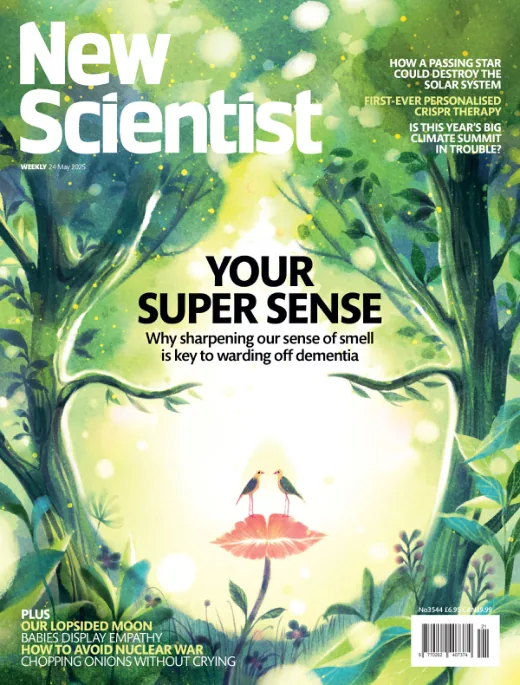 New
Scientist
WEEKLY 24 May 2025
HOW A PASSING STAR
COULD DESTROY THE
SOLAR SYSTEM
FIRST-EVER PERSONALISED
CRISPR THERAPY
IS THIS YEAR'S BIG
CLIMATE SUMMIT
IN TROUBLE?
YOUR
SUPER SENSE
Why sharpening our sense of smell
is key to warding off dementia
PLUS
OUR LOPSIDED MOON
BABIES DISPLAY EMPATHY
HOW TO AVOID NUCLEAR WAR
CHOPPING ONIONS WITHOUT CRYING
No3544 £6.95
21